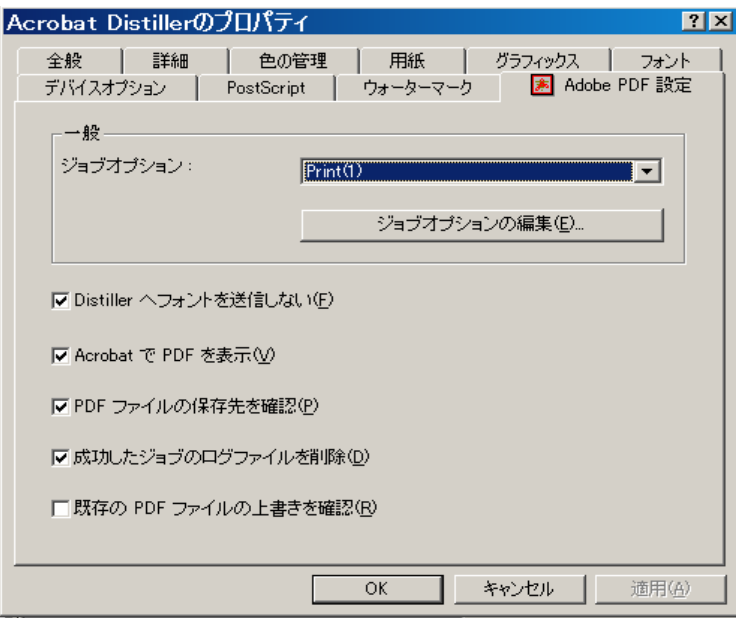 Acrobat Distillerのプロパティ
全般 詳細 色の管理 用紙 グラフィックス フォント
デバイスオプション PostScript ウォーターマーク Adobe PDF 設定
一般
ジョブオプション : Print(1)
ジョブオプションの編集(E)...
Distiller へフォントを送信しない(F)
Acrobat で PDF を表示(V)
PDF ファイルの保存先を確認(P)
成功したジョブのログファイルを削除(D)
既存の PDF ファイルの上書きを確認(R)
OK キャンセル 適用(A)